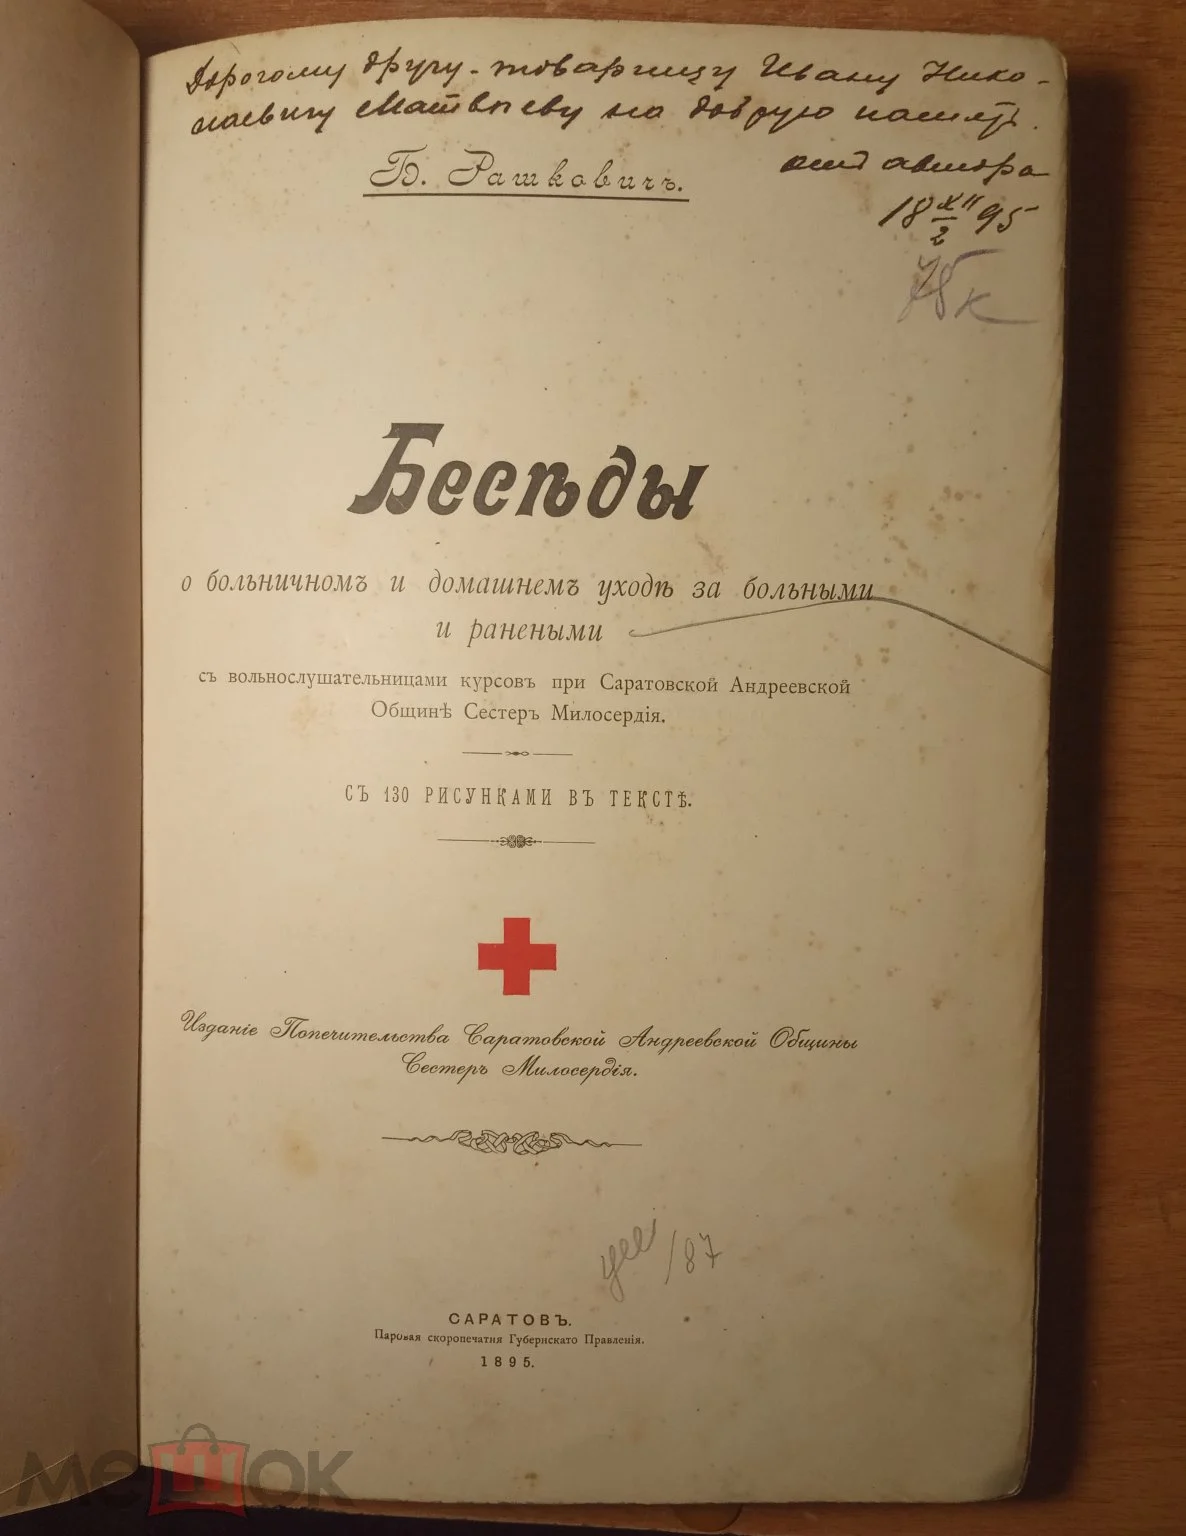 Дорогому другу-товарищу Ивану Нико-
лаевичу Матвѣеву на добрую память.
отъ автора
18 XII/2 95
Б. Рашковичъ.
Бесѣды
о больничномъ и домашнемъ уходѣ за больными
и ранеными
съ вольнослушательницами курсовъ при Саратовской Андреевской
Общинѣ Сестеръ Милосердія.
СЪ 130 РИСУНКАМИ ВЪ ТЕКСТѢ.
Изданіе Попечительства Саратовской Андреевской Общины
Сестеръ Милосердія.
/87
САРАТОВЪ.
Паровая скоропечатня Губернскаго Правленія.
1895.
мешок